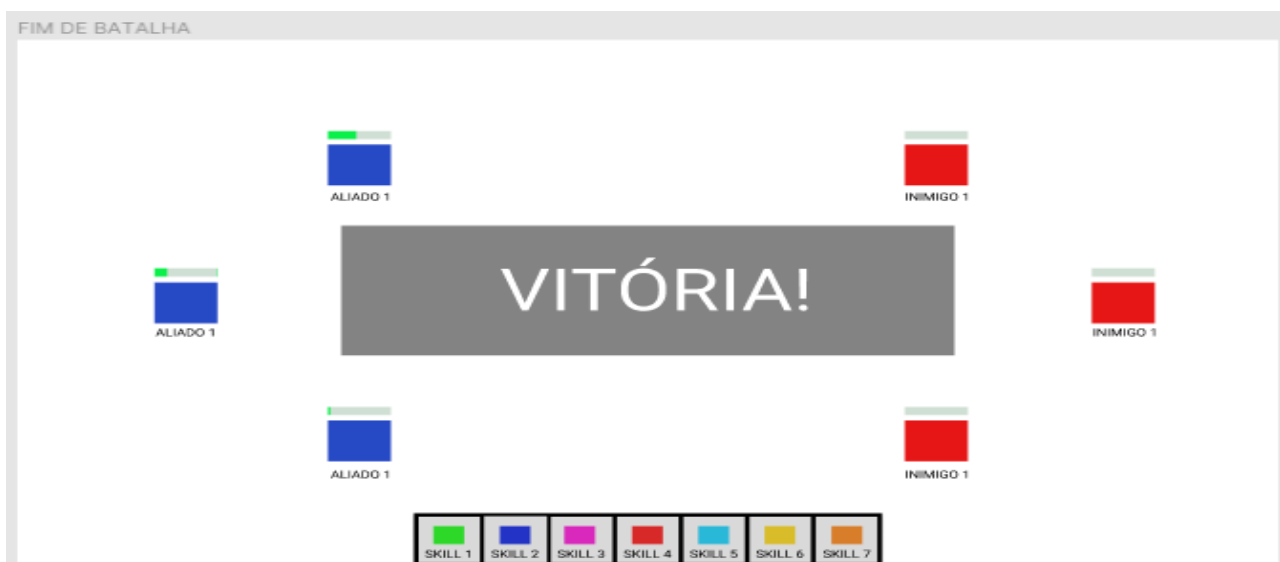 FIM DE BATALHA
ALIADO 1
INIMIGO 1
VITÓRIA!
ALIADO 1
INIMIGO 1
ALIADO 1
INIMIGO 1
SKILL 1
SKILL 2
SKILL 3
SKILL 4
SKILL 5
SKILL 6
SKILL 7